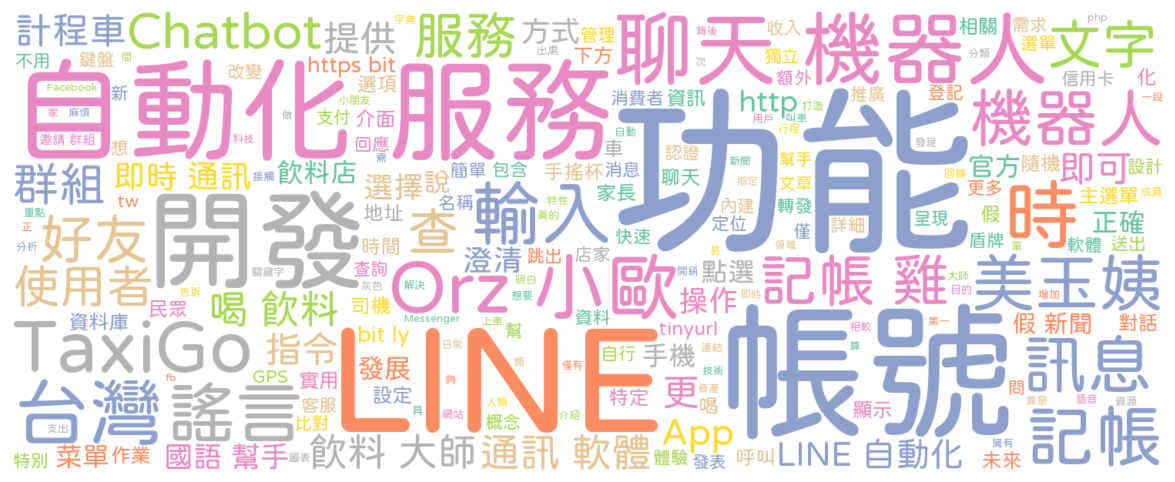 計程車 Chatbot 提供 服務 方式 管理 聊天 機器人 相關 需求 文字
不用 鍵盤 間 https bit 選項 下方 收入 獨立 選單 信用卡 化
自動化 服務 改變 新 Facebook 家 麻煩 小朋友 支付 介面 消費者 資訊 http 額外 推廣 登記 一段
邀請 群組 想 科技 做 回應 車 功能 用戶 叫車 打造 行程 機器人
字典 出處 背後 次 php 分類 自動 需 發現
群組 即時 通訊 接觸 飲料店 簡單 包含 手搖杯 消息 認證 新聞 幫手 官方 隨機 即可 設計
tw 選擇 說 名稱 家長 聊天 文章 指定 回饋 更多 主選單 成員
重點 正 好友 開發 地址 特性 真的 輸入 內建 轉發 僅 詳細 呈現 假 時 正確
分析 時間 查 快速 定位 易 領域 筆 盾牌 軟體 送出
使用者 關鍵字 灰色 查詢 澄清 跳出 店家 點選 記帳 雞 大師 目的 美玉姨
告訴 解決 Orz 小歐 明白 想要 開銷 操作 即時 增加
資料庫 民眾 喝 飲料 司機 Messenger 上車 幫 資料 tinyurl 相較 第一 假 新聞 對話
TaxiGo 指令 bit ly LINE 日常 類 僅有 自行 手機 連結 帳號 算 訊息
fb GPS 實用 發展 夠 技術 資產 問
台灣 謠言 客服 設定 具 人類 特定 更 喝 顯示 算是 語音 資源 記帳
支出 比對 網站 概念 介紹 App
特別 菜單 作業 國語 幫手 圖表 飲料 大師 通訊 軟體 體驗 發表 呼叫 LINE 自動化 擁有 未來